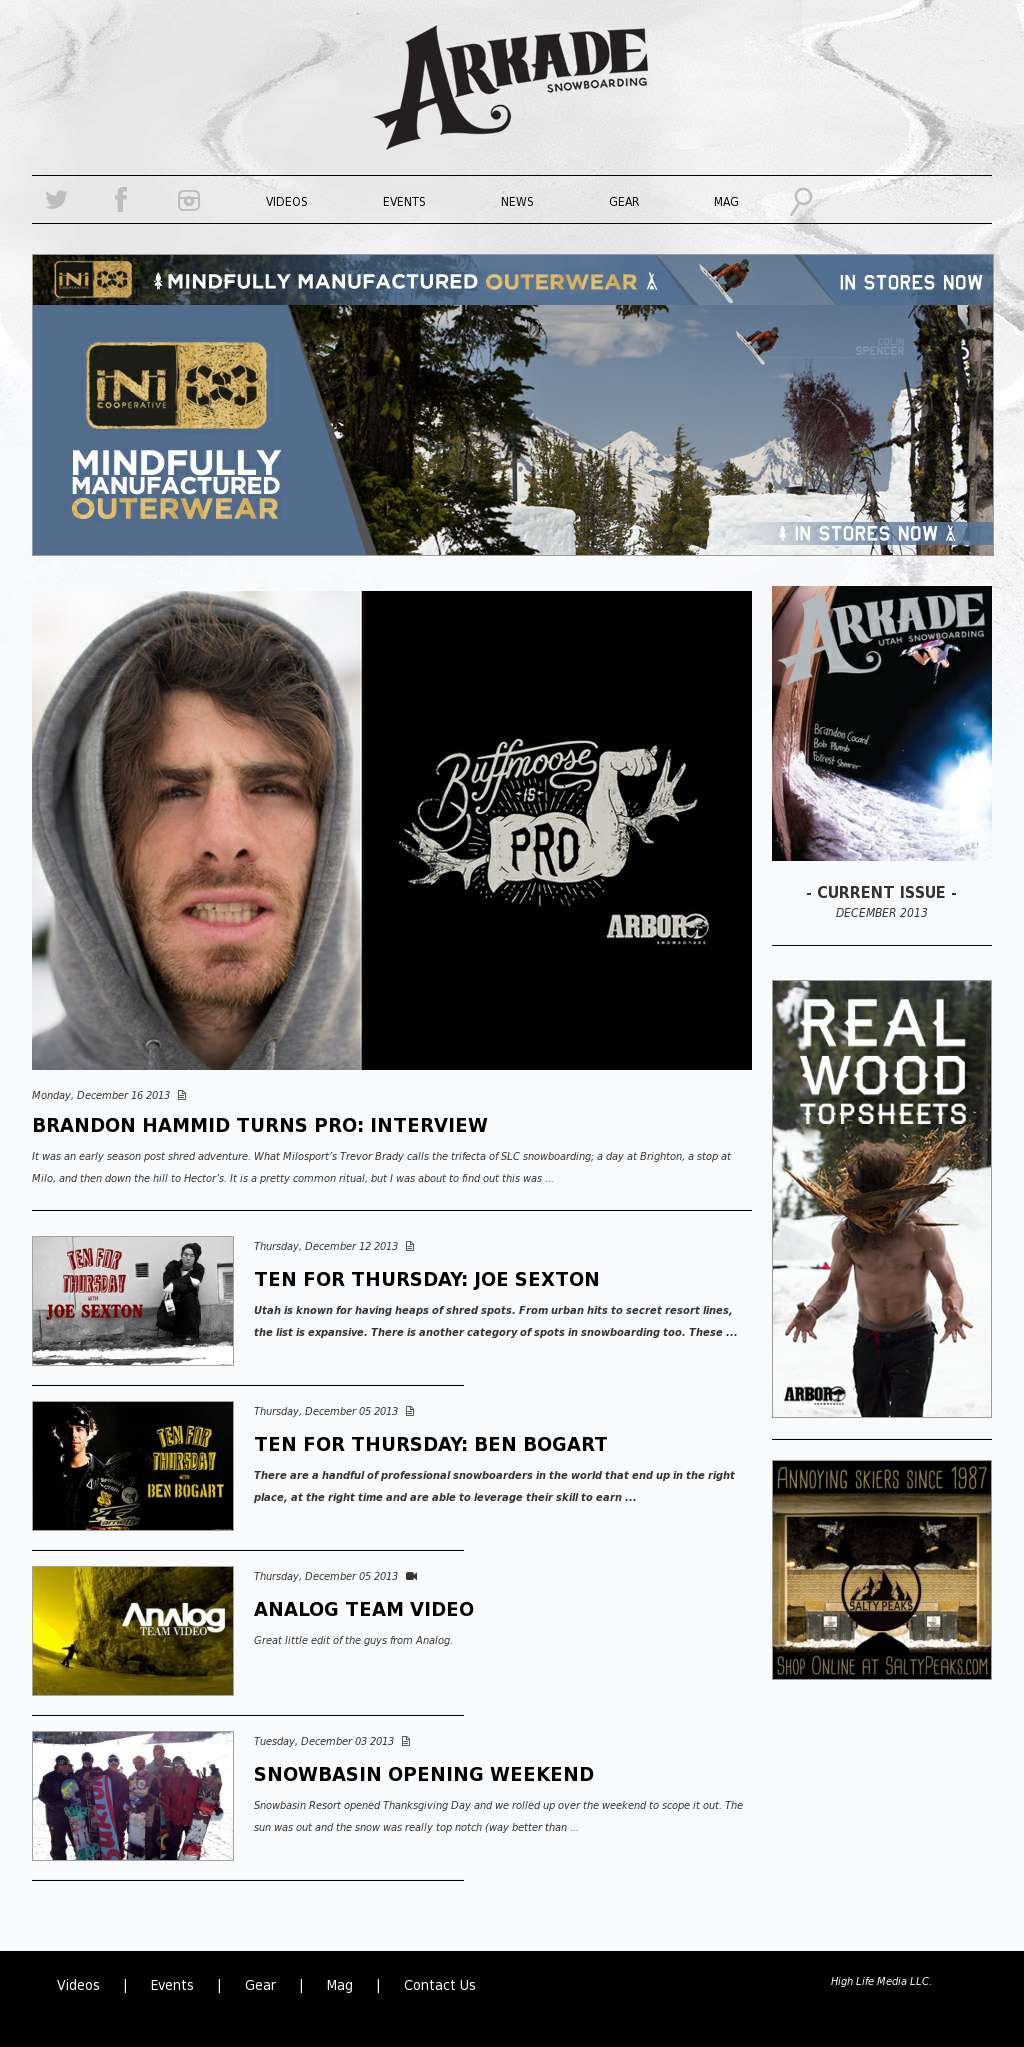 ARKADE
SNOWBOARDING
VIDEOS
EVENTS
NEWS
GEAR
MAG
iNi
MINDFULLY MANUFACTURED OUTERWEAR
IN STORES NOW
iNi
COOPERATIVE
COLIN
SPENCER
MINDFULLY
MANUFACTURED
OUTERWEAR
IN STORES NOW
Buffmoose
IS
PRO
ARBOR
SNOWBOARDS
ARKADE
UTAH SNOWBOARDING
Brandon Cocard
Bob Plumb
Forrest Shearer
FREE!
- CURRENT ISSUE -
DECEMBER 2013
Monday, December 16 2013
BRANDON HAMMID TURNS PRO: INTERVIEW
It was an early season post shred adventure. What Milosport's Trevor Brady calls the trifecta of SLC snowboarding; a day at Brighton, a stop at
Milo, and then down the hill to Hector's. It is a pretty common ritual, but I was about to find out this was ...
REAL
WOOD
TOPSHEETS
ARBOR
SNOWBOARDS
TEN FOR
THURSDAY
WITH
JOE SEXTON
Thursday, December 12 2013
TEN FOR THURSDAY: JOE SEXTON
Utah is known for having heaps of shred spots. From urban hits to secret resort lines,
the list is expansive. There is another category of spots in snowboarding too. These ...
TEN FOR
THURSDAY
WITH
BEN BOGART
Thursday, December 05 2013
TEN FOR THURSDAY: BEN BOGART
There are a handful of professional snowboarders in the world that end up in the right
place, at the right time and are able to leverage their skill to earn ...
ANNOYING SKIERS SINCE 1987
SALTY PEAKS
SHOP ONLINE AT SALTYPEAKS.COM
Analog
TEAM VIDEO
Thursday, December 05 2013
ANALOG TEAM VIDEO
Great little edit of the guys from Analog.
Tuesday, December 03 2013
SNOWBASIN OPENING WEEKEND
Snowbasin Resort opened Thanksgiving Day and we rolled up over the weekend to scope it out. The
sun was out and the snow was really top notch (way better than ...
Videos | Events | Gear | Mag | Contact Us
High Life Media LLC.